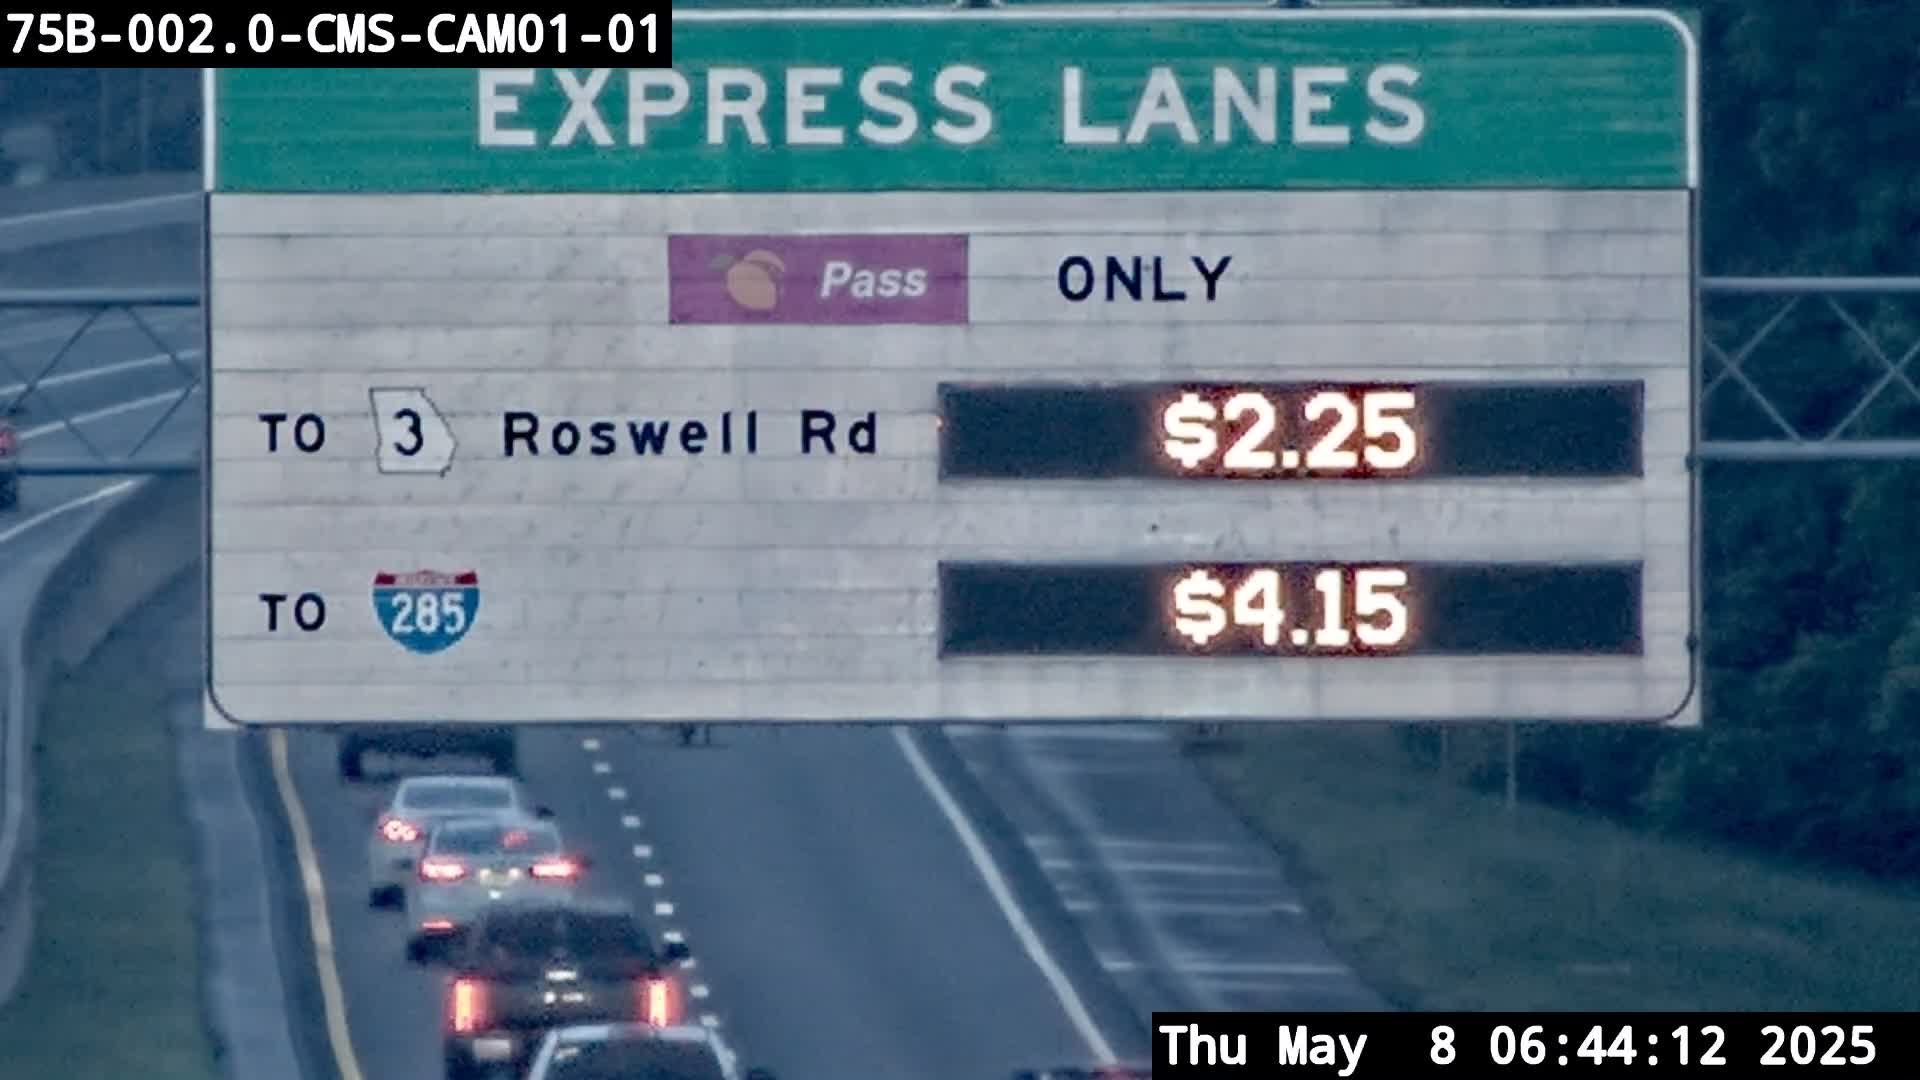 75B-002.0-CMS-CAM01-01
EXPRESS LANES
Pass ONLY
TO 3 Roswell Rd $2.25
TO 285 $4.15
Thu May 8 06:44:12 2025